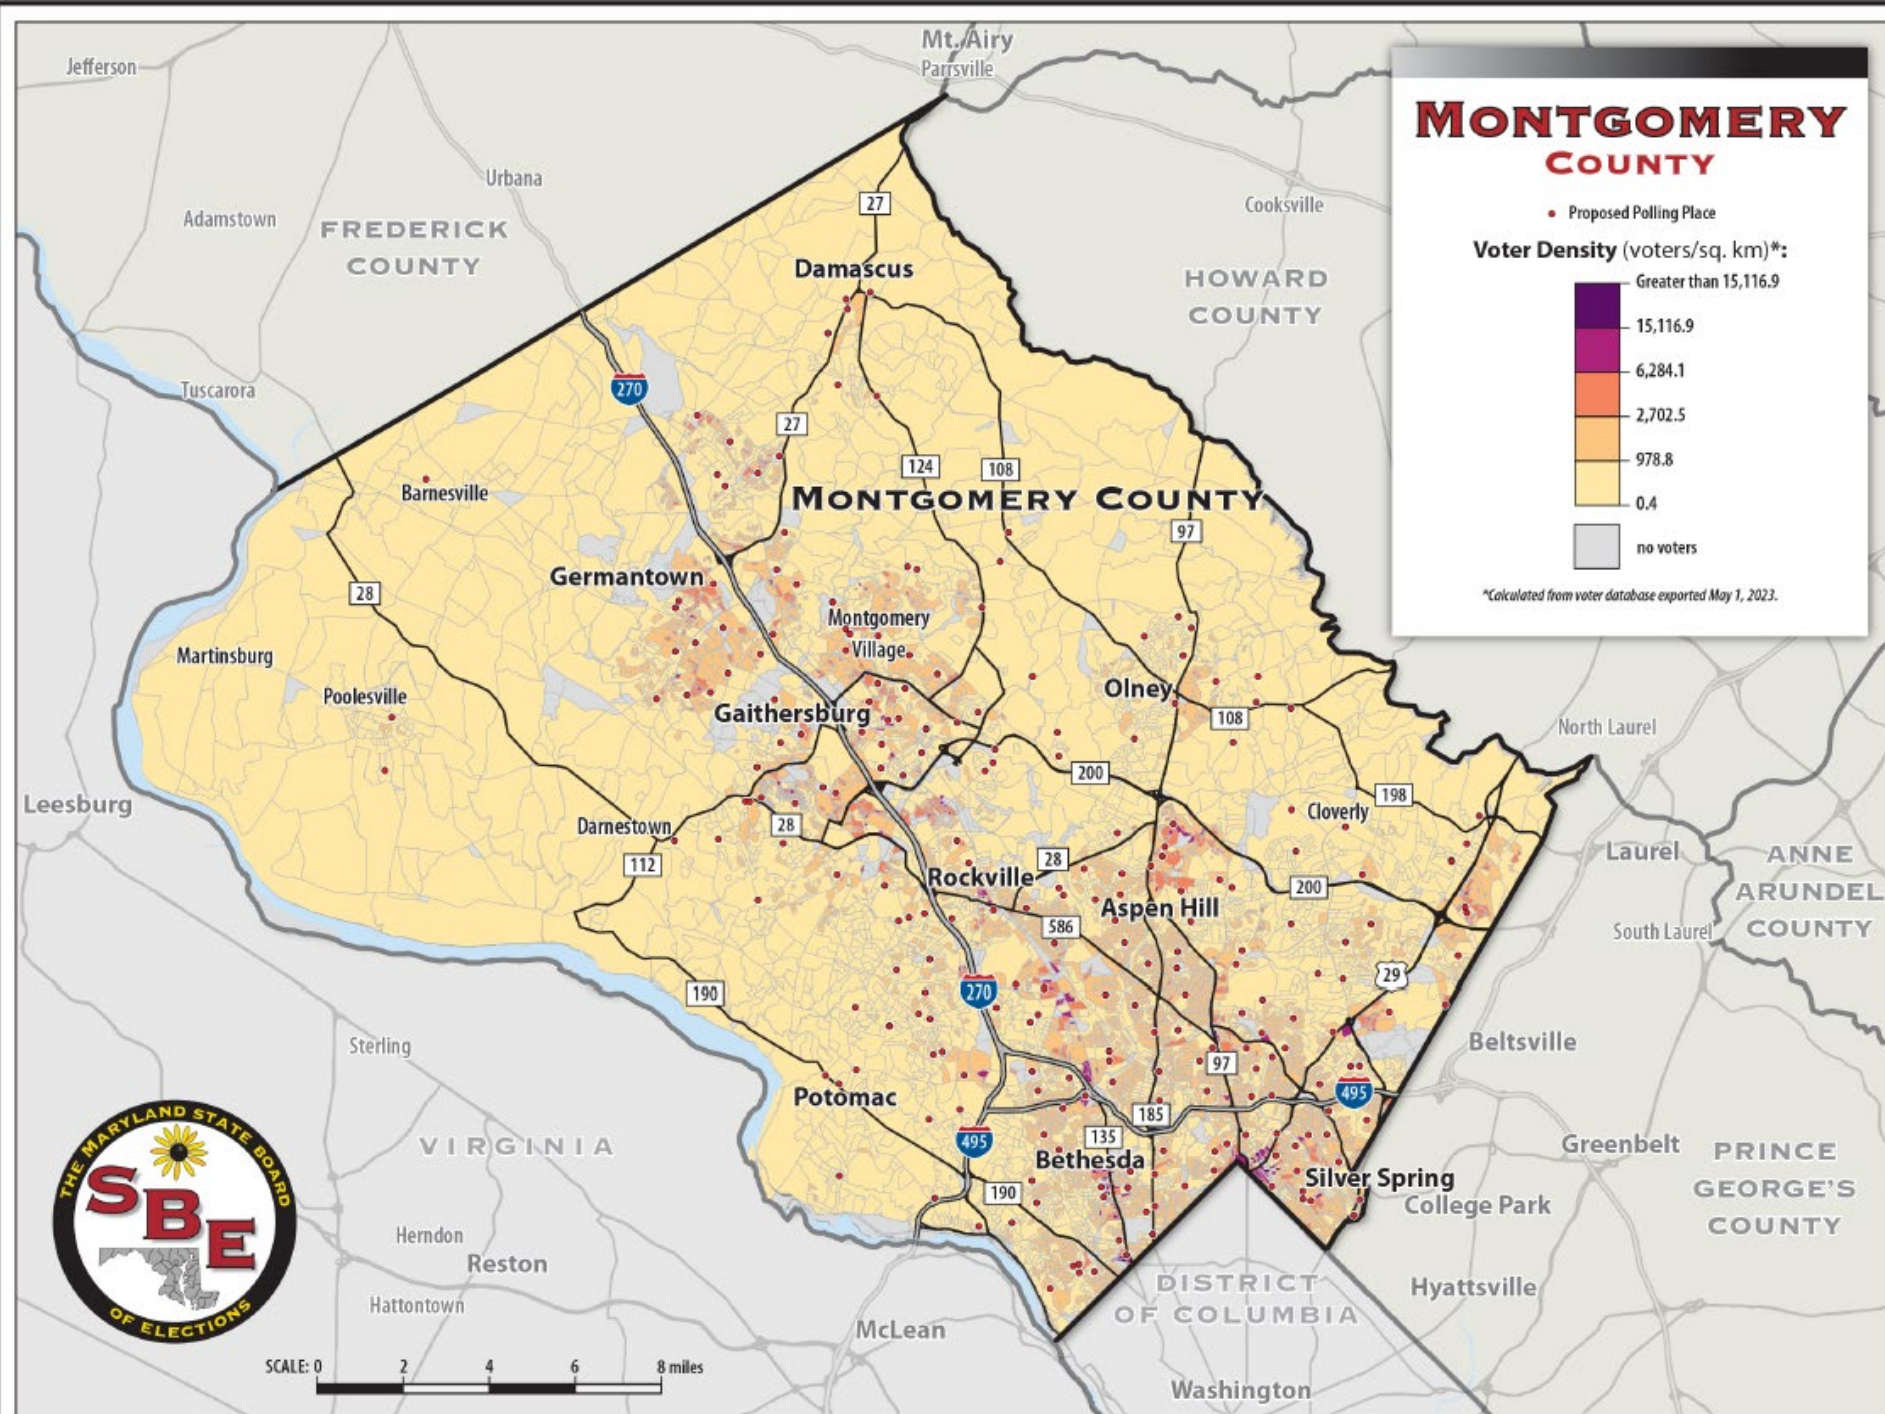 Mt. Airy
Parrsville
Jefferson
Urbana
Adamstown
FREDERICK
COUNTY
Cooksville
HOWARD
COUNTY
Tuscarora
MONTGOMERY
COUNTY
Proposed Polling Place
Voter Density (voters/sq. km)*:
Greater than 15,116.9
15,116.9
6,284.1
2,702.5
978.8
0.4
no voters
*Calculated from voter database exported May 1, 2023.
27
Damascus
270
27
124
108
MONTGOMERY COUNTY
97
Barnesville
28
Germantown
Montgomery
Village
Martinsburg
Poolesville
Gaithersburg
Olney
108
North Laurel
200
198
Cloverly
Leesburg
Darnestown
28
112
28
Rockville
200
Aspen Hill
586
Laurel
ANNE
ARUNDEL
COUNTY
South Laurel
190
270
29
Sterling
Beltsville
97
Potomac
495
185
495
135
Bethesda
190
Silver Spring
Greenbelt
College Park
PRINCE
GEORGE'S
COUNTY
VIRGINIA
THE MARYLAND STATE BOARD
SBE
OF ELECTIONS
Herndon
Reston
Hattontown
McLean
DISTRICT
OF COLUMBIA
Hyattsville
Washington
SCALE: 0 2 4 6 8 miles